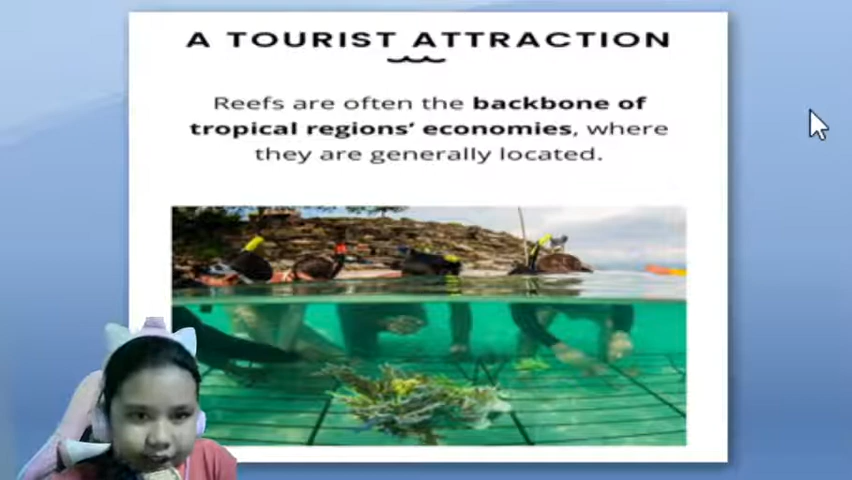 A TOURIST ATTRACTION
Reefs are often the backbone of
tropical regions' economies, where
they are generally located.